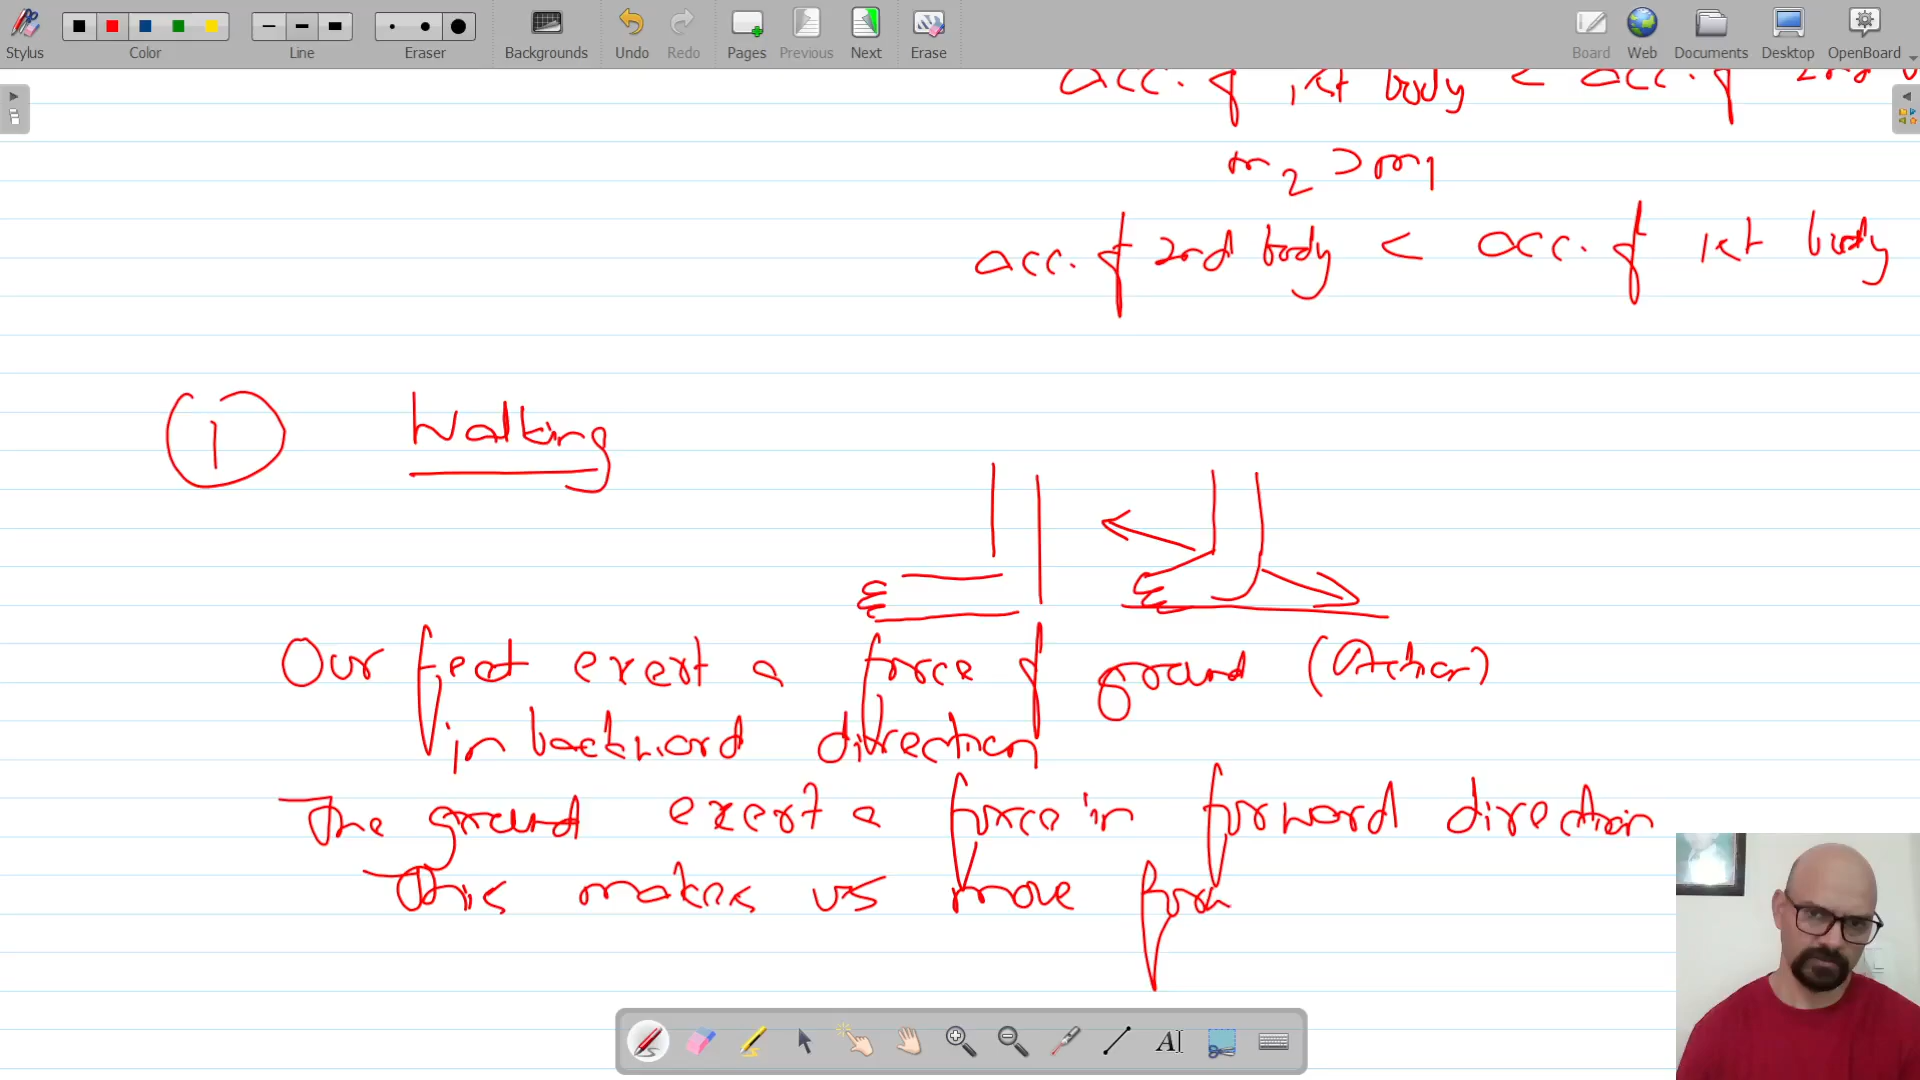 Stylus Color Line Eraser Backgrounds Undo Redo Pages Previous Next Erase Board Web Documents Desktop OpenBoard
acc. of 1st body < acc. of 2nd
m2 > m1
acc. of 2nd body < acc. of 1st body
1 Walking
Our feet exert a force of ground (Action)
in backward direction
The ground exert a force in forward direction
This makes us move forw